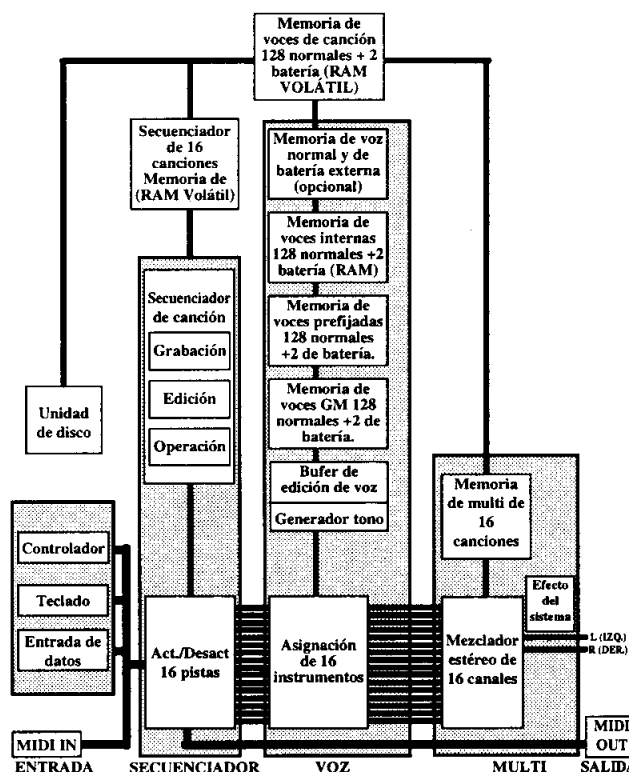 Memoria de
voces de canción
128 normales + 2
batería (RAM
VOLÁTIL)
Secuenciador
de 16
canciones
Memoria de
(RAM Volátil)
Memoria de voz
normal y de
batería externa
(opcional)
Memoria de
voces internas
128 normales +2
batería (RAM)
Memoria de
voces prefijadas
128 normales
+2 de batería.
Memoria de
voces GM 128
normales +2 de
batería.
Bufer de
edición de voz
Generador tono
Secuenciador
de canción
Grabación
Edición
Operación
Unidad
de disco
Memoria
de multi de
16
canciones
Controlador
Teclado
Entrada de
datos
Act./Desact
16 pistas
Asignación
de 16
instrumentos
Mezclador
estéreo de
16 canales
Efecto
del
sistema
L (IZQ.)
R (DER.)
MIDI IN
MIDI
OUT
ENTRADA
SECUENCIADOR
VOZ
MULTI
SALIDA